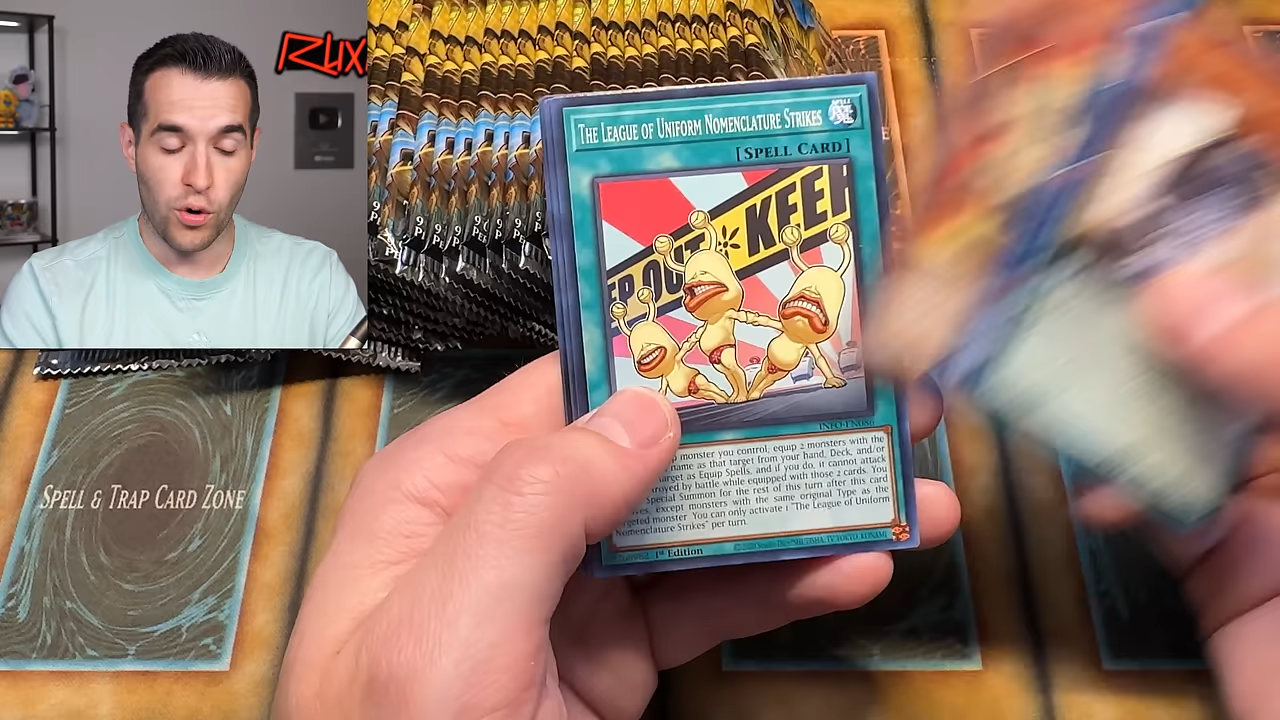 Rux
THE LEAGUE OF UNIFORM NOMENCLATURE STRIKES
[SPELL CARD]
KEEP
INFO-EN086
monster you control, equip 2 monsters with the
name as that target from your hand, Deck, and/or
target as Equip Spells, and if you do, it cannot attack
by battle while equipped with those 2 cards. You
Special Summon for the rest of this turn after this card
except monsters with the same original Type as the
monster. You can only activate 1 "The League of Uniform
Nomenclature Strikes" per turn.
1st Edition
SPELL & TRAP CARD ZONE